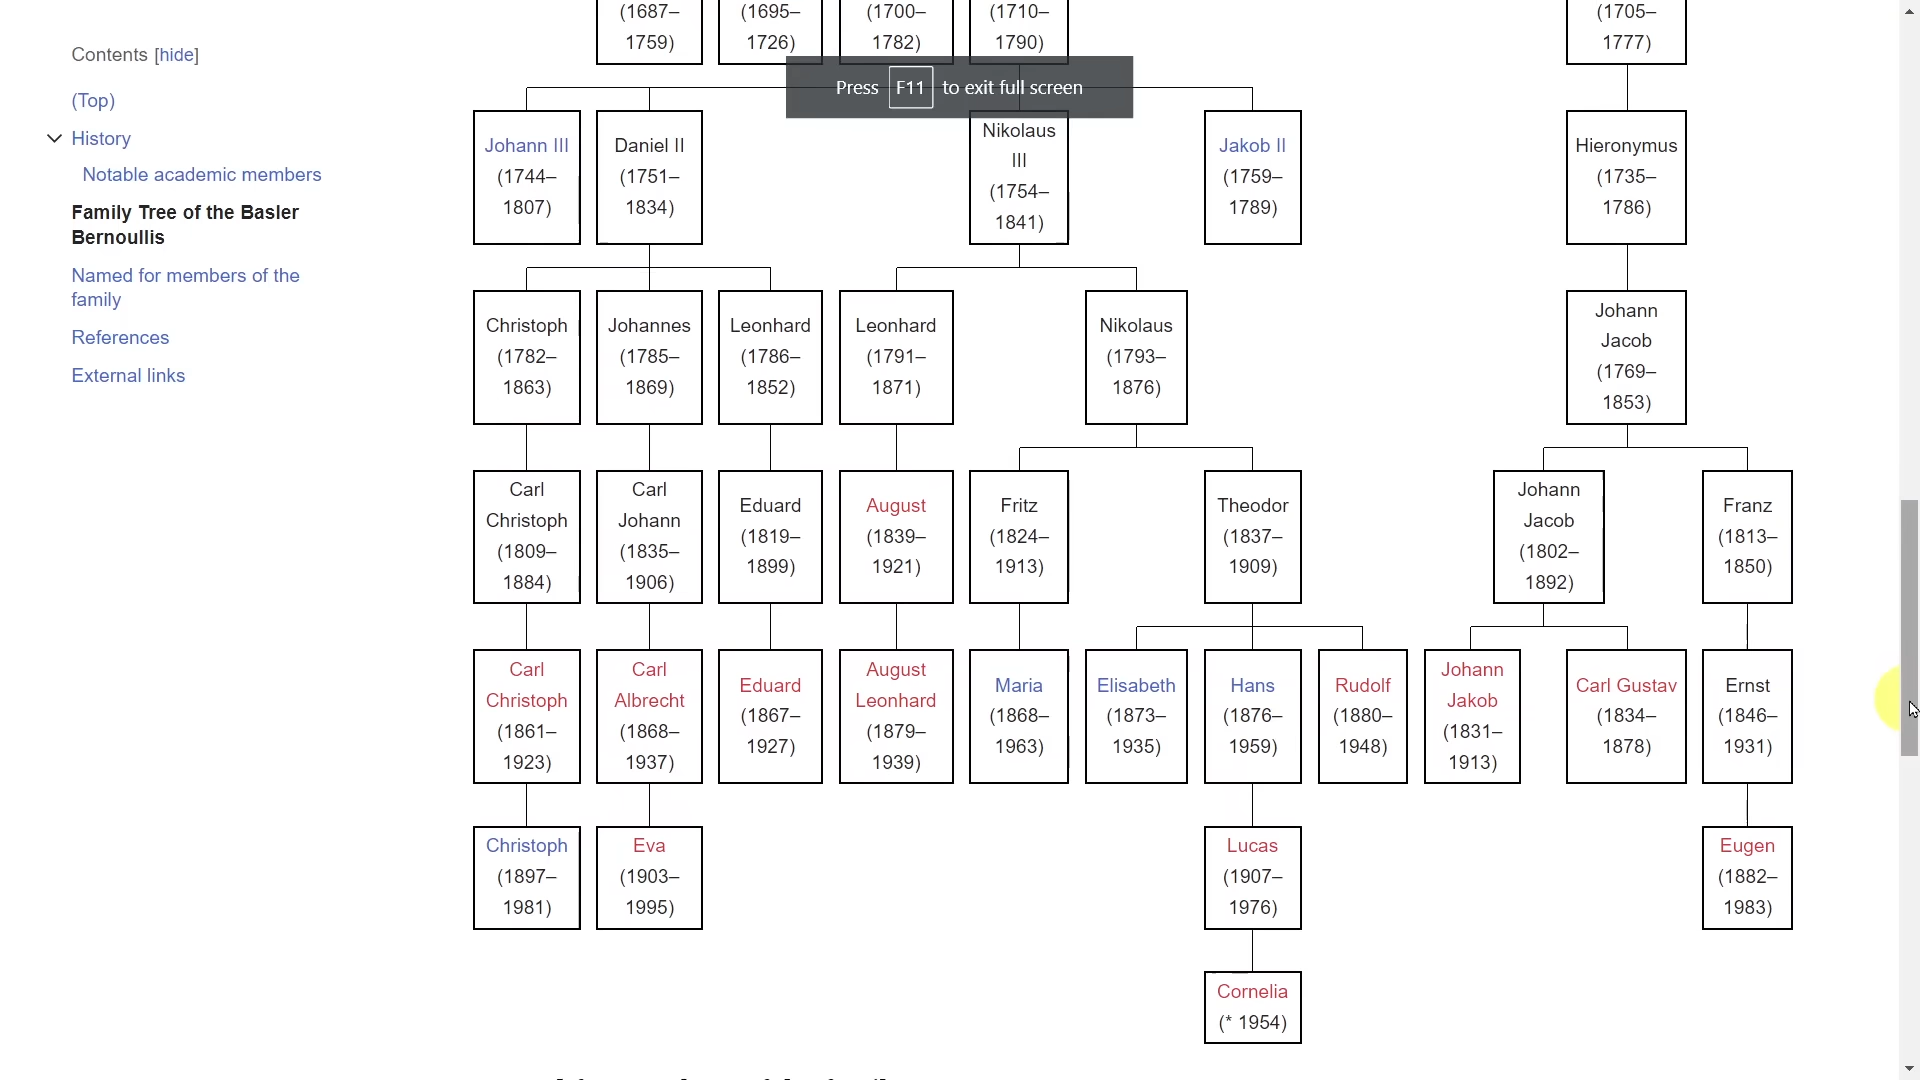 Contents [hide]
(Top)
History
Notable academic members
Family Tree of the Basler
Bernoullis
Named for members of the
family
References
External links
(1687–
1759)
(1695–
1726)
(1700–
1782)
(1710–
1790)
(1705–
1777)
Press F11 to exit full screen
Johann III
(1744–
1807)
Daniel II
(1751–
1834)
Nikolaus
III
(1754–
1841)
Jakob II
(1759–
1789)
Hieronymus
(1735–
1786)
Christoph
(1782–
1863)
Johannes
(1785–
1869)
Leonhard
(1786–
1852)
Leonhard
(1791–
1871)
Nikolaus
(1793–
1876)
Johann
Jacob
(1769–
1853)
Carl
Christoph
(1809–
1884)
Carl
Johann
(1835–
1906)
Eduard
(1819–
1899)
August
(1839–
1921)
Fritz
(1824–
1913)
Theodor
(1837–
1909)
Johann
Jacob
(1802–
1892)
Franz
(1813–
1850)
Carl
Christoph
(1861–
1923)
Carl
Albrecht
(1868–
1937)
Eduard
(1867–
1927)
August
Leonhard
(1879–
1939)
Maria
(1868–
1963)
Elisabeth
(1873–
1935)
Hans
(1876–
1959)
Rudolf
(1880–
1948)
Johann
Jakob
(1831–
1913)
Carl Gustav
(1834–
1878)
Ernst
(1846–
1931)
Christoph
(1897–
1981)
Eva
(1903–
1995)
Lucas
(1907–
1976)
Eugen
(1882–
1983)
Cornelia
(* 1954)